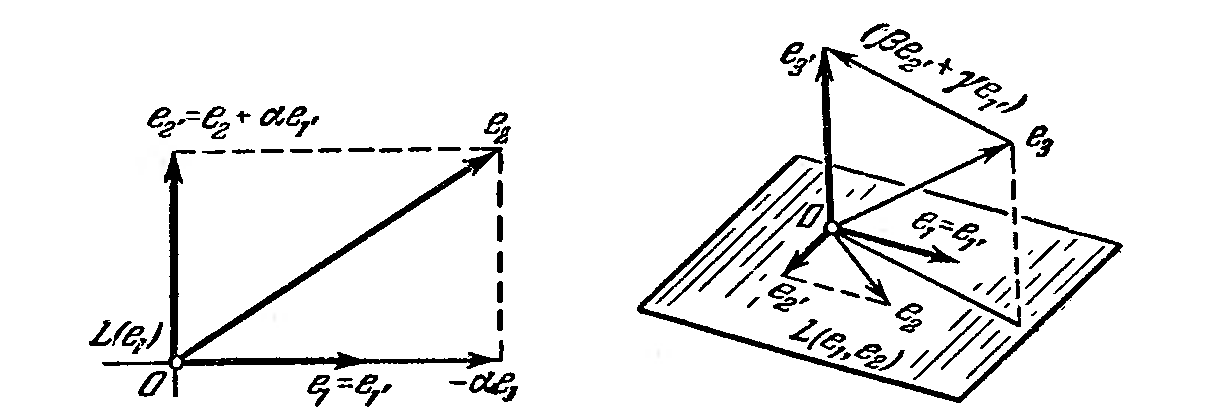 e₂' = e₂ + αe₁'
e₂
L(e₁)
O
e₁ = e₁'
-αe₁
e₃'
(βe₂' + γe₁')
e₃
O
e₁ = e₁'
e₂'
e₂
L(e₁, e₂)